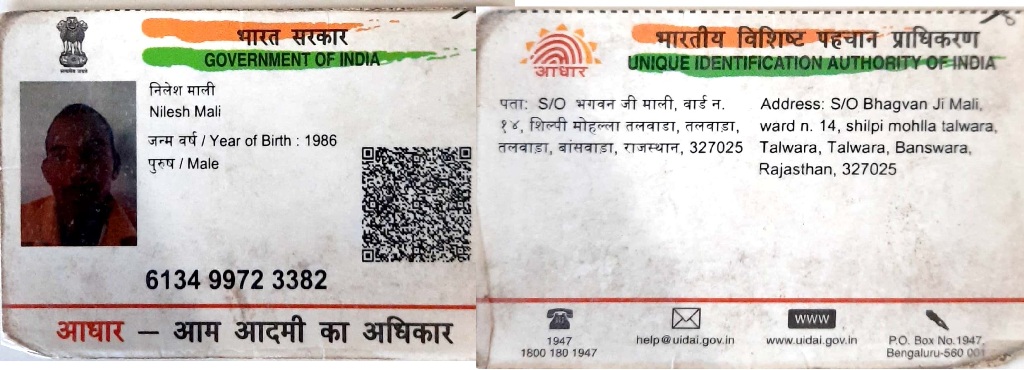 भारत सरकार
GOVERNMENT OF INDIA
निलेश माली
Nilesh Mali
जन्म वर्ष / Year of Birth : 1986
पुरुष / Male
6134 9972 3382
आधार – आम आदमी का अधिकार
भारतीय विशिष्ट पहचान प्राधिकरण
UNIQUE IDENTIFICATION AUTHORITY OF INDIA
आधार
पता: S/O भगवन जी माली, वार्ड न.
१४, शिल्पी मोहल्ला तलवाडा, तलवाड़ा,
तलवाड़ा, बांसवाड़ा, राजस्थान, 327025
Address: S/O Bhagvan Ji Mali,
ward n. 14, shilpi mohlla talwara,
Talwara, Talwara, Banswara,
Rajasthan, 327025
1947
1800 180 1947
help@uidai.gov.in
www
www.uidai.gov.in
P.O. Box No.1947,
Bengaluru-560 001